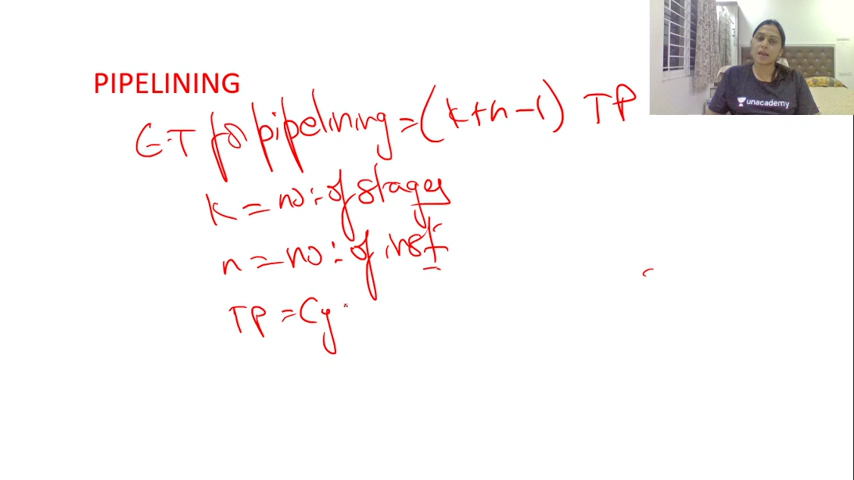 PIPELINING
E.T for pipelining = (k+n-1) TP
k = no: of stages
n = no: of inst
TP = Cy
unacademy